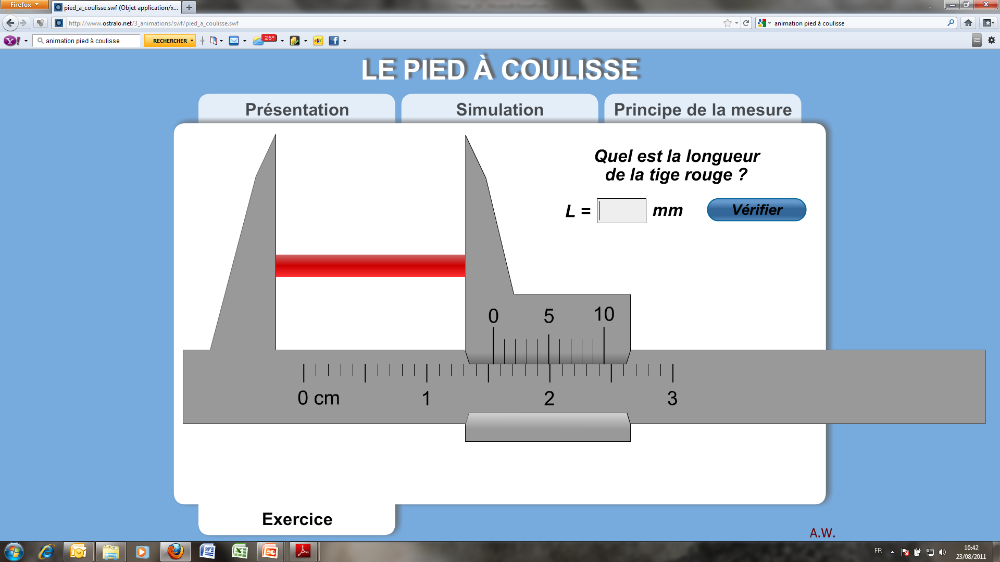 Firefox
pied_a_coulisse.swf (Objet application/x...
http://www.ostralo.net/3_animations/swf/pied_a_coulisse.swf
animation pied à coulisse
animation pied à coulisse
RECHERCHER
26°
LE PIED À COULISSE
Présentation
Simulation
Principe de la mesure
Quel est la longueur
de la tige rouge ?
L = mm
Vérifier
0 5 10
0 cm 1 2 3
Exercice
A.W.
FR
10:42
23/08/2011